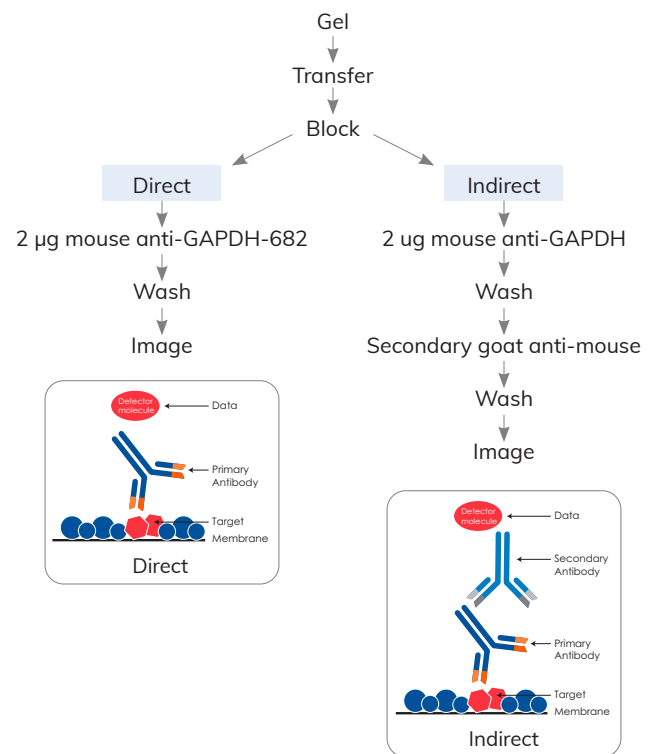 Gel
Transfer
Block
Direct
2 µg mouse anti-GAPDH-682
Wash
Image
Detector
molecule
Data
Primary
Antibody
Target
Membrane
Direct
Indirect
2 ug mouse anti-GAPDH
Wash
Secondary goat anti-mouse
Wash
Image
Detector
molecule
Data
Secondary
Antibody
Primary
Antibody
Target
Membrane
Indirect